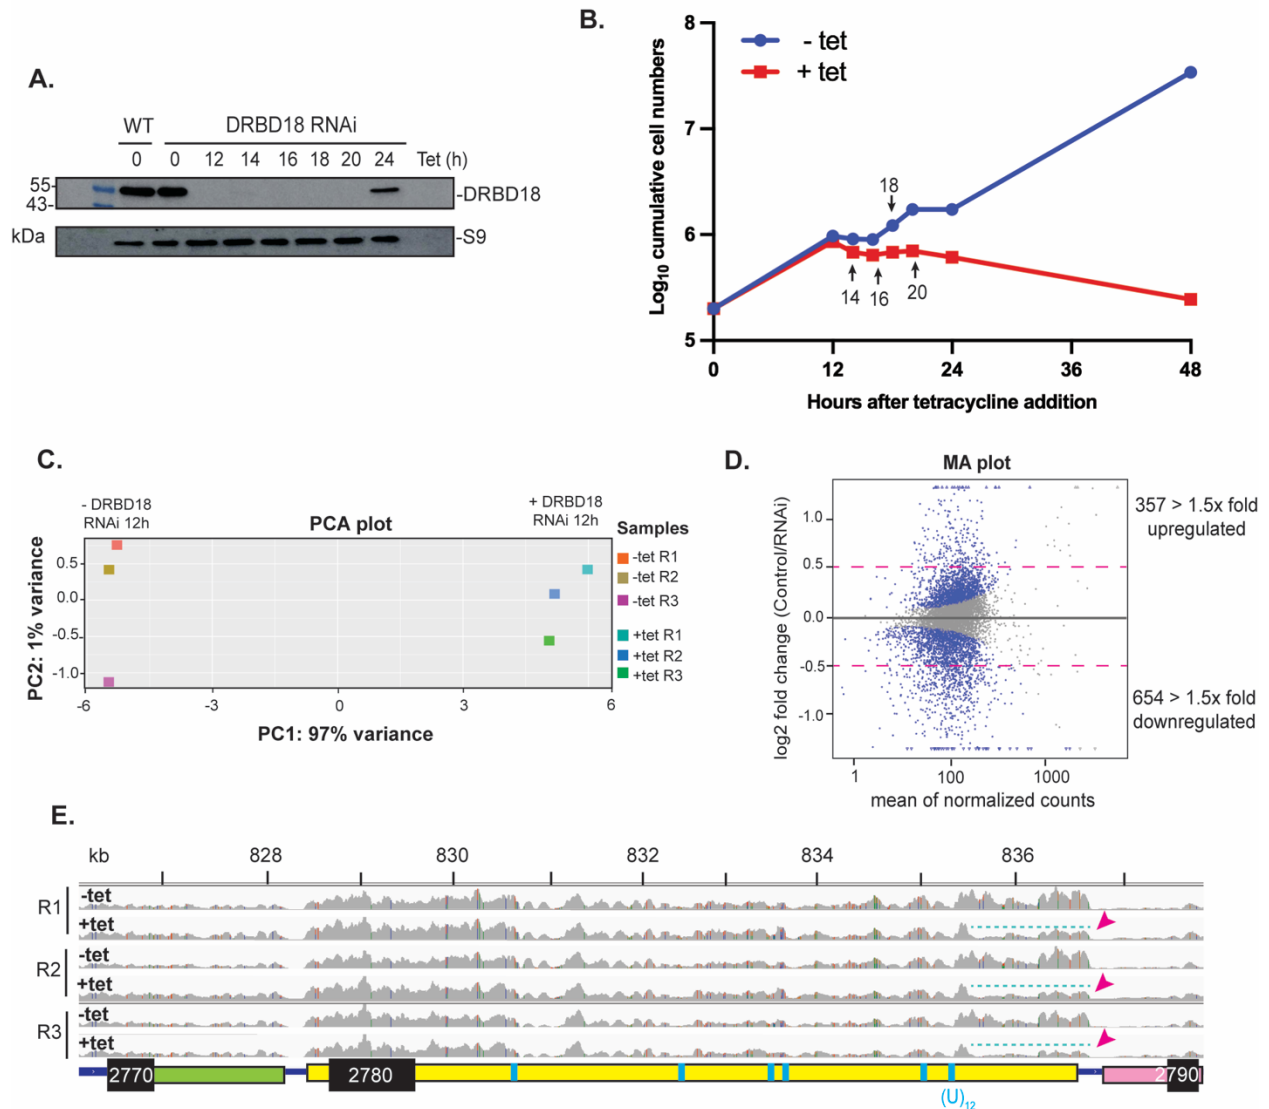 A.
WT DRBD18 RNAi
0 0 12 14 16 18 20 24 Tet (h)
55-
43-
-DRBD18
kDa
-S9
B.
- tet
+ tet
Log10 cumulative cell numbers
8
7
6
5
18
14
16
20
0 12 24 36 48
Hours after tetracycline addition
C.
- DRBD18
RNAi 12h
PCA plot
+ DRBD18
RNAi 12h
PC2: 1% variance
0.5
0.0
-0.5
-1.0
-6 -3 0 3 6
PC1: 97% variance
Samples
-tet R1
-tet R2
-tet R3
+tet R1
+tet R2
+tet R3
D.
MA plot
log2 fold change (Control/RNAi)
1.0
0.5
0.0
-0.5
-1.0
1 100 1000
mean of normalized counts
357 > 1.5x fold
upregulated
654 > 1.5x fold
downregulated
E.
kb 828 830 832 834 836
R1
-tet
+tet
R2
-tet
+tet
R3
-tet
+tet
2770 2780 2790
(U)12